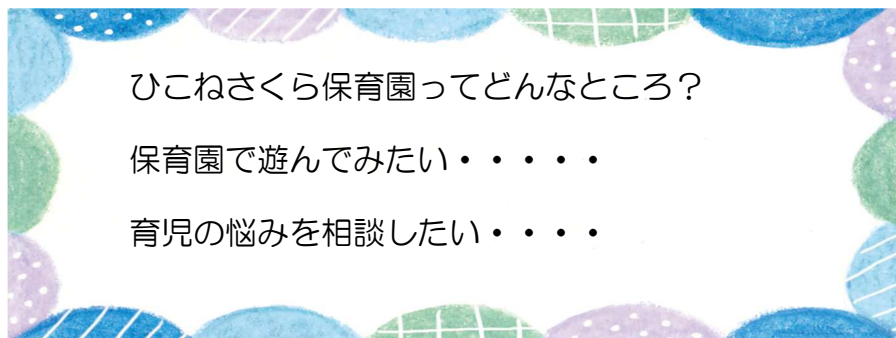 ひこねさくら保育園ってどんなところ？
保育園で遊んでみたい・・・・・
育児の悩みを相談したい・・・・